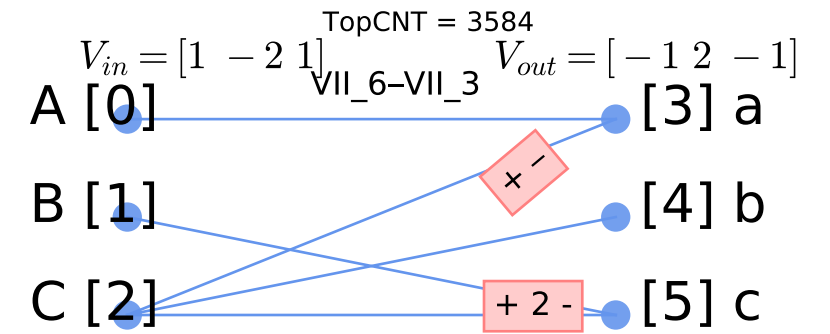 TopCNT = 3584
V_in = [1 − 2 1]
V_out = [ − 1 2 − 1]
VII_6–VII_3
A [0]
[3] a
+ -
B [1]
[4] b
C [2]
+ 2 -
[5] c